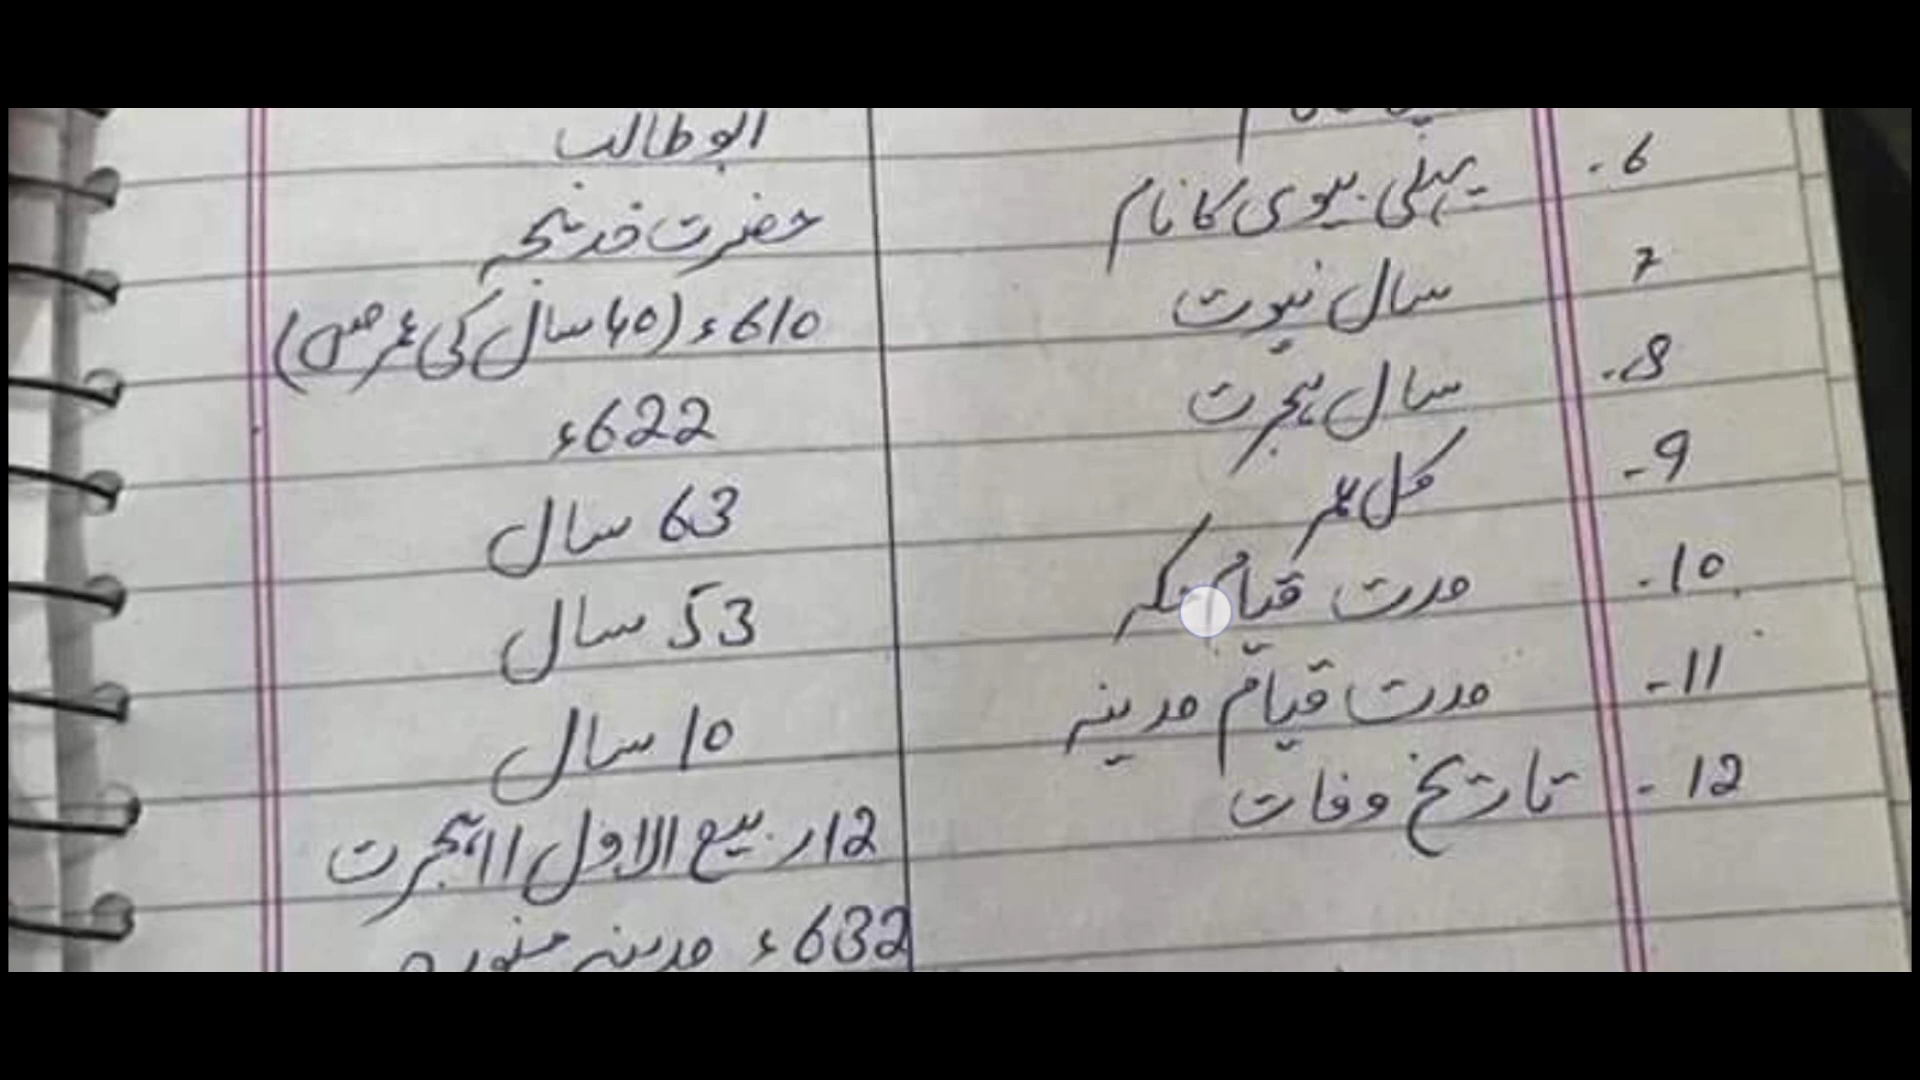 ابو طالب
6. پہلی بیوی کا نام حضرت خدیجہ
7 سال نبوت 610ء (40 سال کی عمر میں)
8. سال ہجرت 622ء
9- کل عمر 63 سال
10. مدت قیام مکہ 53 سال
11- مدت قیام مدینہ 10 سال
12- تاریخ وفات 12 ربیع الاول 11 ہجرت
632ء مدینہ منورہ